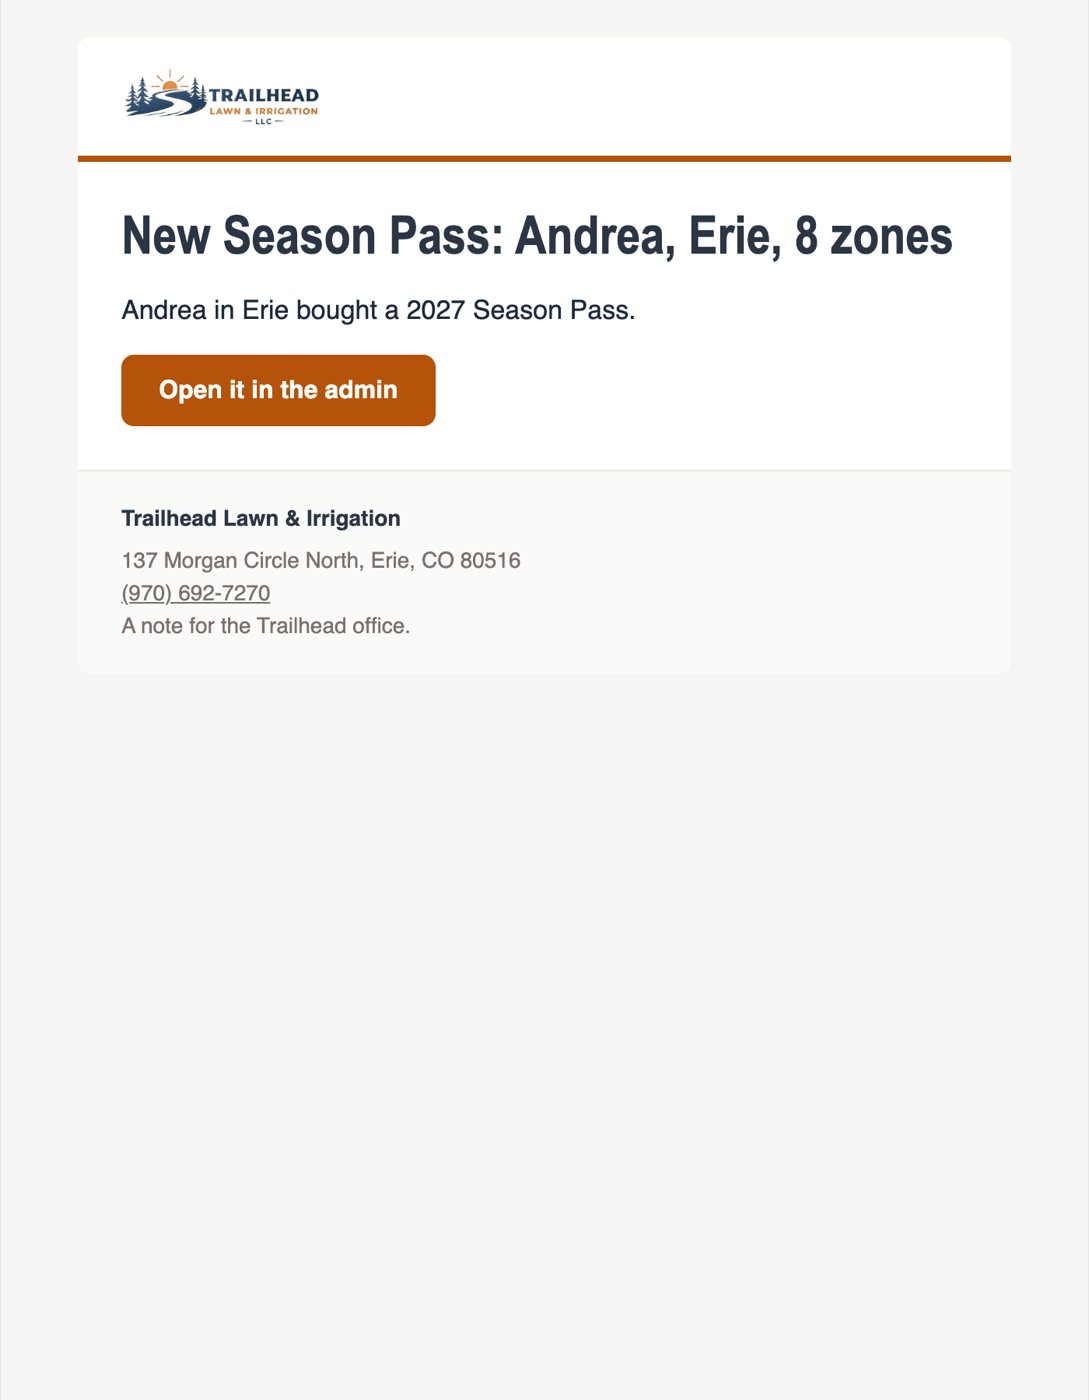 TRAILHEAD
LAWN & IRRIGATION
LLC
New Season Pass: Andrea, Erie, 8 zones
Andrea in Erie bought a 2027 Season Pass.
Open it in the admin
Trailhead Lawn & Irrigation
137 Morgan Circle North, Erie, CO 80516
(970) 692-7270
A note for the Trailhead office.